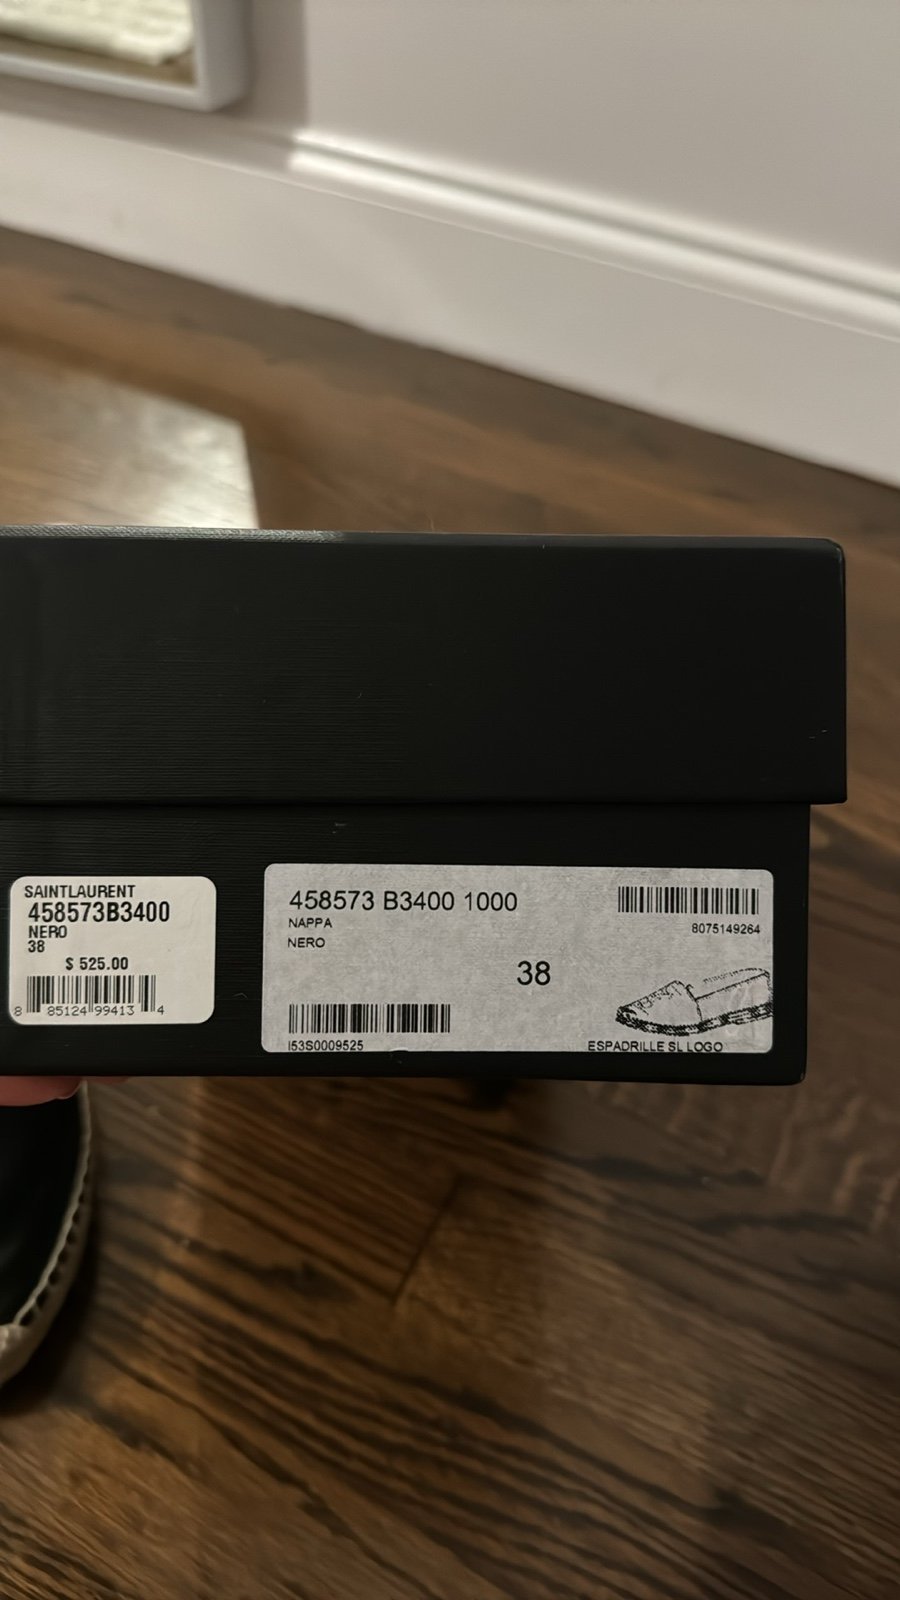 SAINTLAURENT
458573B3400
NERO
38
$ 525.00
8 85124 99413 4
458573 B3400 1000
NAPPA
NERO
8075149264
38
I53S0009525
ESPADRILLE SL LOGO